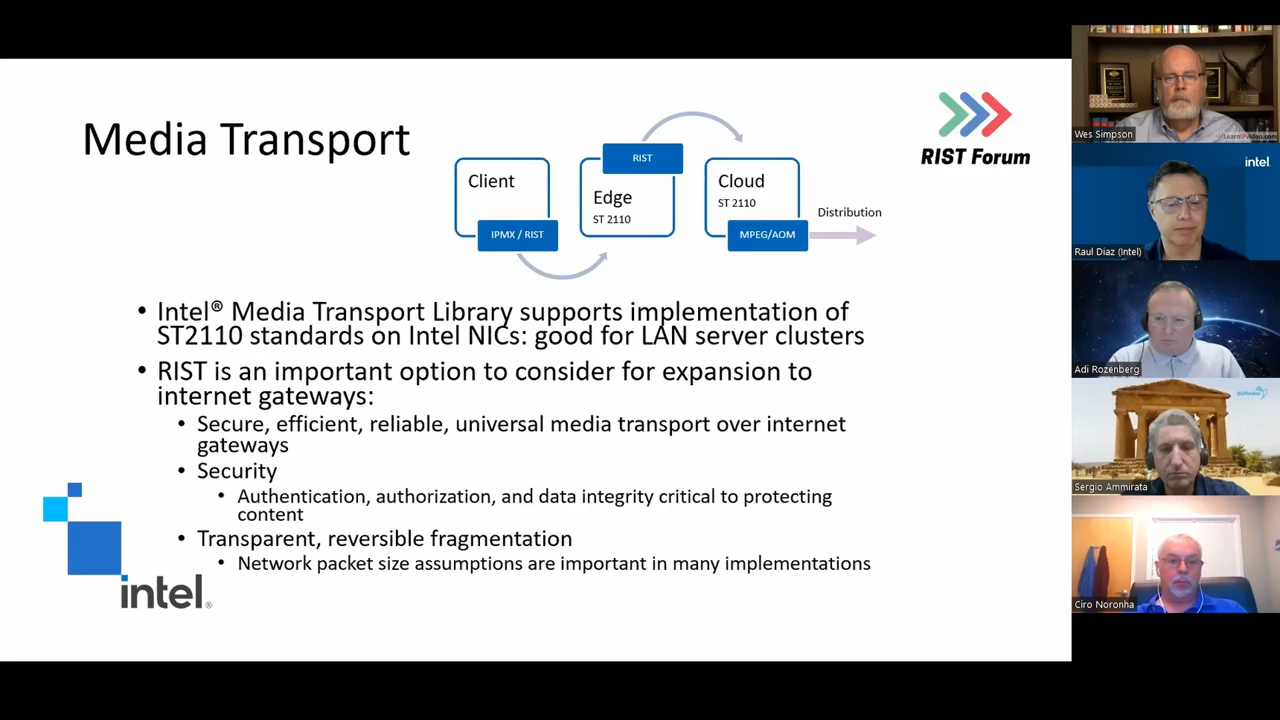 Media Transport
Client
IPMX / RIST
RIST
Edge
ST 2110
Cloud
ST 2110
MPEG/AOM
Distribution
RIST Forum
• Intel® Media Transport Library supports implementation of
ST2110 standards on Intel NICs: good for LAN server clusters
• RIST is an important option to consider for expansion to
internet gateways:
• Secure, efficient, reliable, universal media transport over internet
gateways
• Security
• Authentication, authorization, and data integrity critical to protecting
content
• Transparent, reversible fragmentation
• Network packet size assumptions are important in many implementations
intel®
Wes Simpson
LearnIPvideo.com
intel.
Raul Diaz (Intel)
Adi Rozenberg
Sergio Ammirata
Ciro Noronha